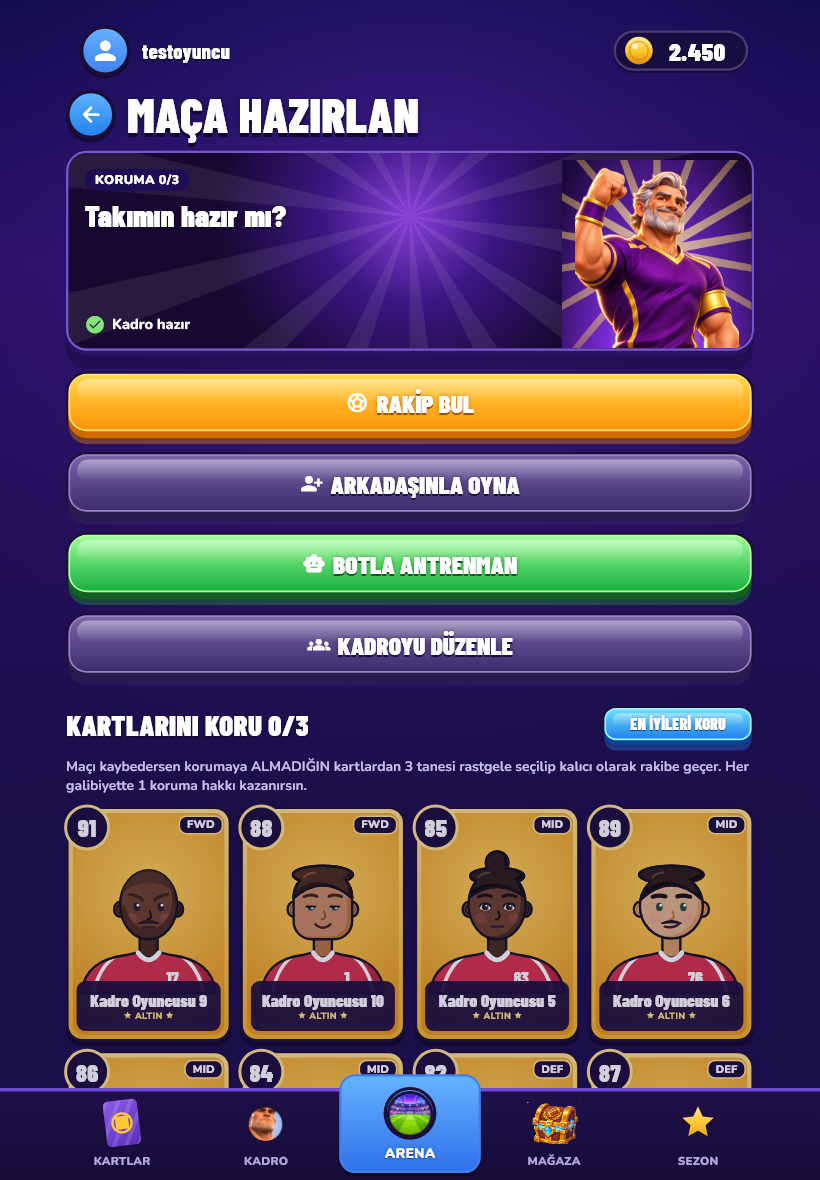 testoyuncu
2.450
MAÇA HAZIRLAN
KORUMA 0/3
Takımın hazır mı?
Kadro hazır
RAKİP BUL
ARKADAŞINLA OYNA
BOTLA ANTRENMAN
KADROYU DÜZENLE
KARTLARINI KORU 0/3
EN İYİLERİ KORU
Maçı kaybedersen korumaya ALMADIĞIN kartlardan 3 tanesi rastgele seçilip kalıcı olarak rakibe geçer. Her
galibiyette 1 koruma hakkı kazanırsın.
91 FWD
88 FWD
85 MID
89 MID
17
1
83
76
Kadro Oyuncusu 9
Kadro Oyuncusu 10
Kadro Oyuncusu 5
Kadro Oyuncusu 6
★ ALTIN ★
★ ALTIN ★
★ ALTIN ★
★ ALTIN ★
86 MID
84 MID
82 DEF
87 DEF
KARTLAR
KADRO
ARENA
MAĞAZA
SEZON